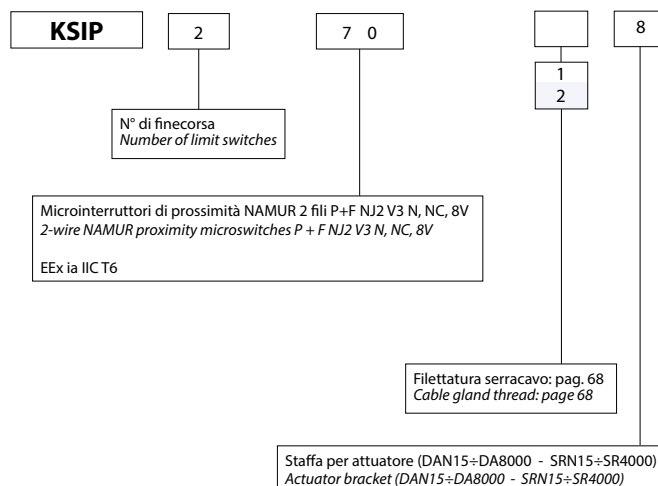 KSIP 2 7 0 8
1
2
N° di finecorsa
Number of limit switches
Microinterruttori di prossimità NAMUR 2 fili P+F NJ2 V3 N, NC, 8V
2-wire NAMUR proximity microswitches P + F NJ2 V3 N, NC, 8V
EEx ia IIC T6
Filettatura serracavo: pag. 68
Cable gland thread: page 68
Staffa per attuatore (DAN15÷DA8000 - SRN15÷SR4000)
Actuator bracket (DAN15÷DA8000 - SRN15÷SR4000)